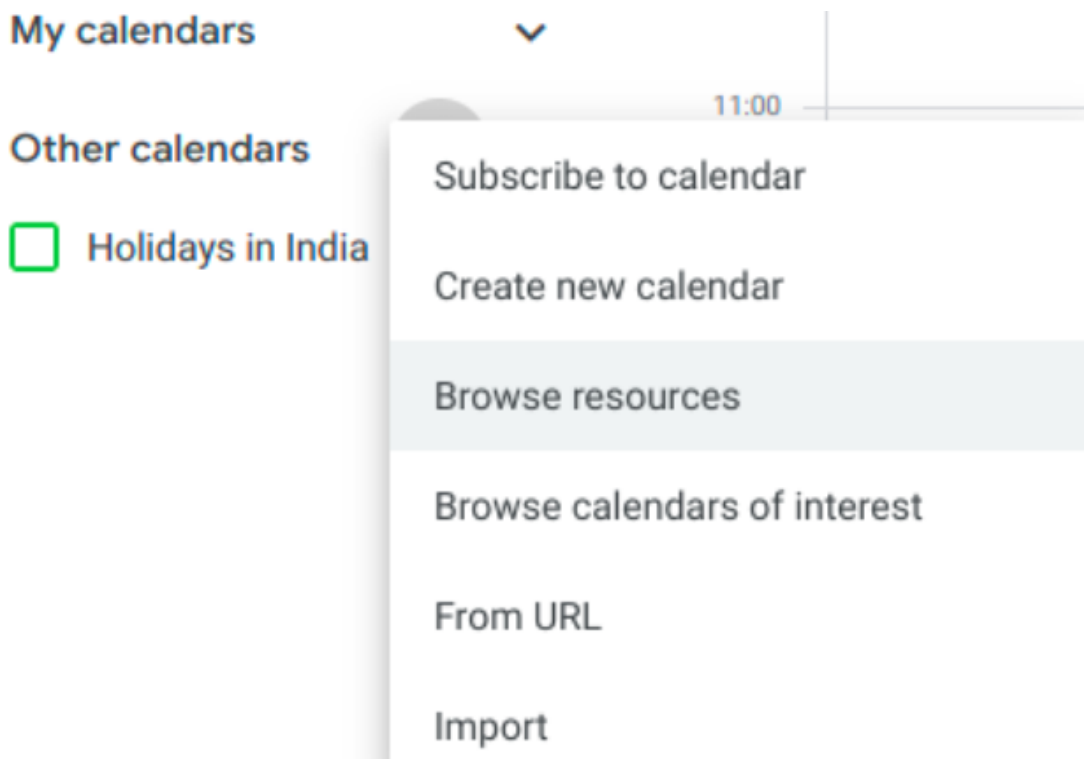 My calendars
11:00
Other calendars
Holidays in India
Subscribe to calendar
Create new calendar
Browse resources
Browse calendars of interest
From URL
Import